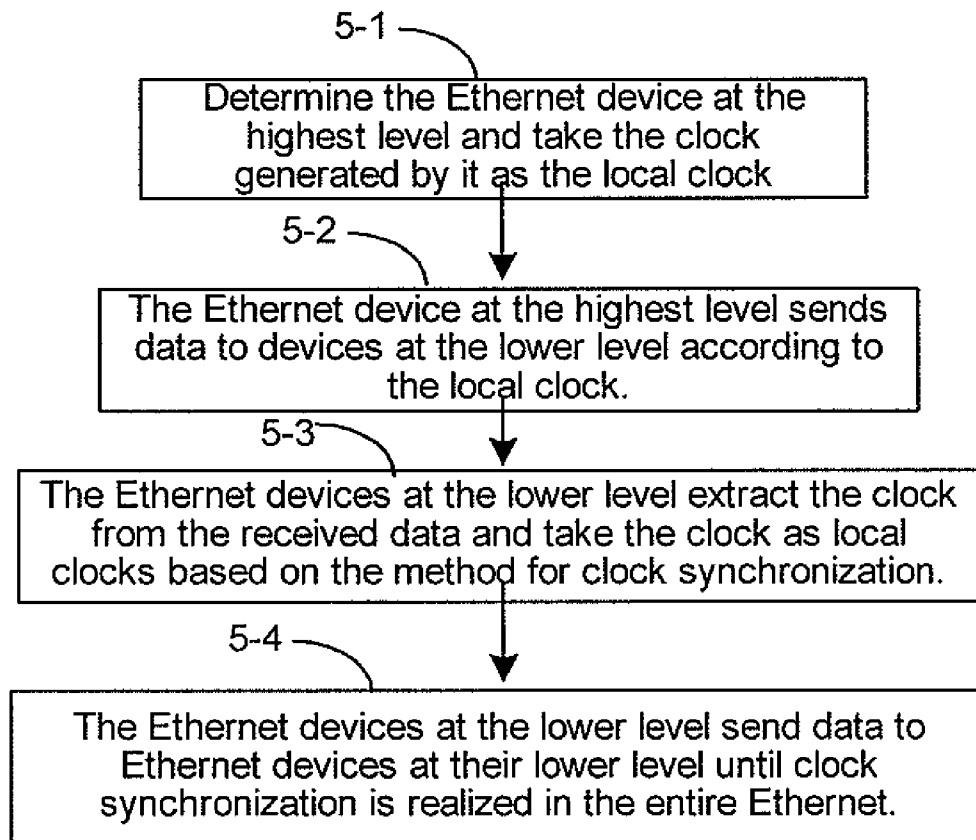 5-1
Determine the Ethernet device at the
highest level and take the clock
generated by it as the local clock
5-2
The Ethernet device at the highest level sends
data to devices at the lower level according to
the local clock.
5-3
The Ethernet devices at the lower level extract the clock
from the received data and take the clock as local
clocks based on the method for clock synchronization.
5-4
The Ethernet devices at the lower level send data to
Ethernet devices at their lower level until clock
synchronization is realized in the entire Ethernet.